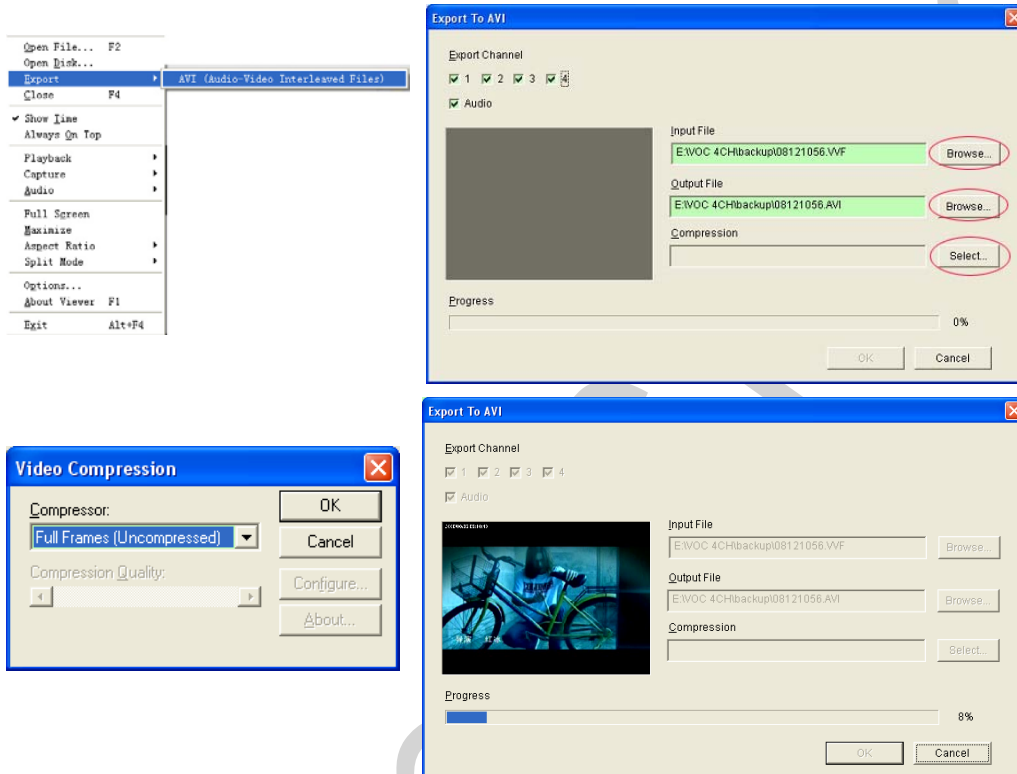 Open File... F2
Open Disk...
Export
Close F4
Show Time
Always On Top
Playback
Capture
Audio
Full Sgreen
Maximize
Aspect Ratio
Split Mode
Options...
About Viewer F1
Exit Alt+F4
AVI (Audio-Video Interleaved Files)
Export To AVI
Export Channel
1 2 3 4
Audio
Input File
E:\VOC 4CH\backup\08121056.VVF
Browse...
Output File
E:\VOC 4CH\backup\08121056.AVI
Browse...
Compression
Select...
Progress
0%
OK Cancel
Video Compression
Compressor:
Full Frames (Uncompressed)
Compression Quality:
OK
Cancel
Configure...
About...
Export To AVI
Export Channel
1 2 3 4
Audio
Input File
E:\VOC 4CH\backup\08121056.VVF
Browse...
Output File
E:\VOC 4CH\backup\08121056.AVI
Browse...
Compression
Select...
Progress
8%
OK Cancel